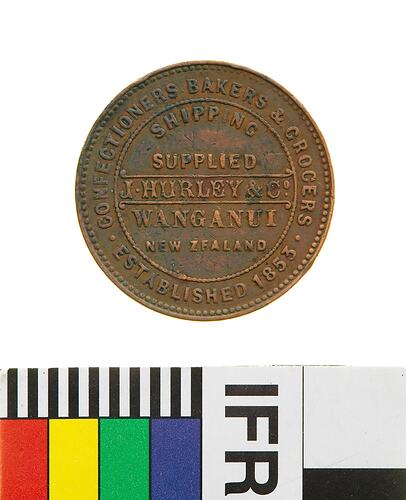 CONFECTIONERS BAKERS & GROCERS
SHIPPING
SUPPLIED
J. HURLEY & Co
WANGANUI
NEW ZEALAND
· ESTABLISHED 1853 ·
IFR